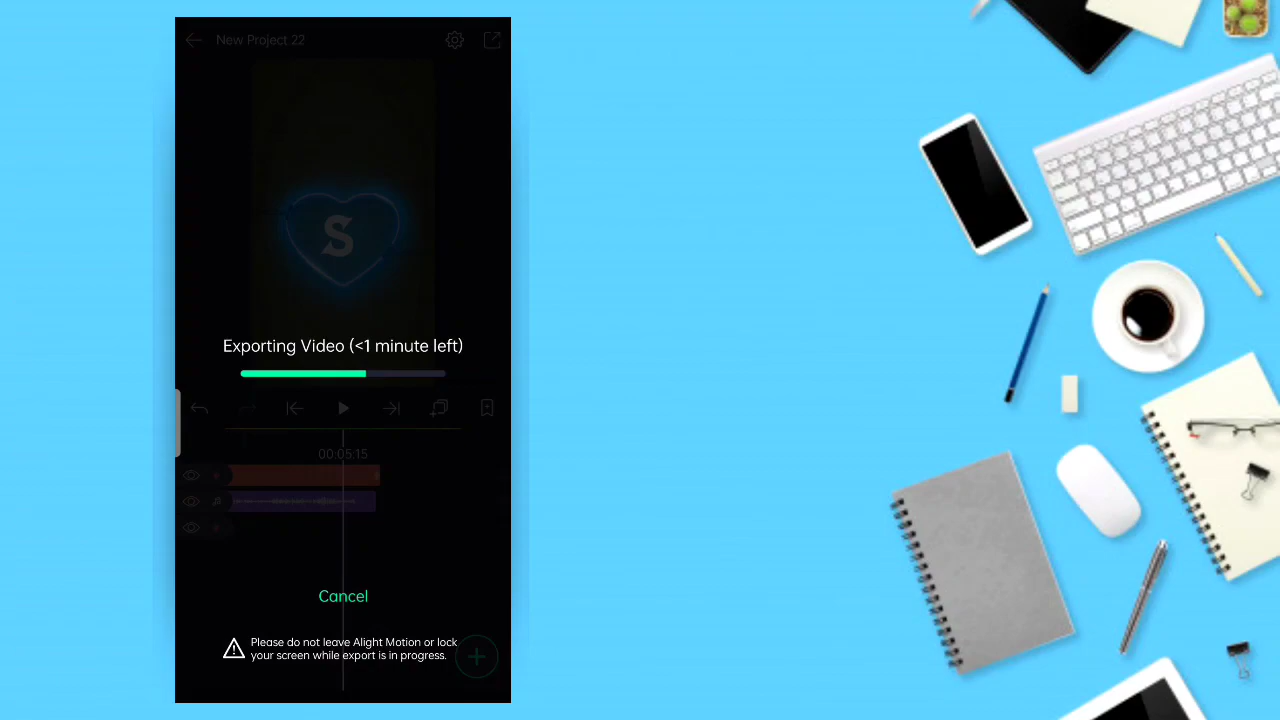 New Project 22
S
Exporting Video (<1 minute left)
00:05:15
Cancel
Please do not leave Alight Motion or lock
your screen while export is in progress.